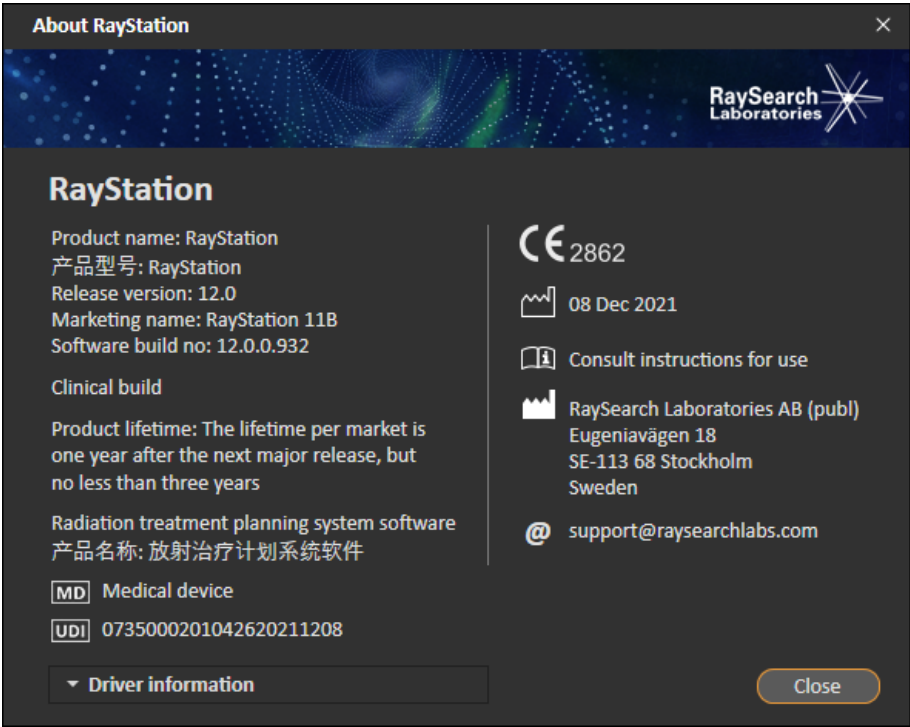 About RayStation
RaySearch
Laboratories
RayStation
Product name: RayStation
产品型号: RayStation
Release version: 12.0
Marketing name: RayStation 11B
Software build no: 12.0.0.932
Clinical build
Product lifetime: The lifetime per market is
one year after the next major release, but
no less than three years
Radiation treatment planning system software
产品名称: 放射治疗计划系统软件
MD Medical device
UDI 0735000201042620211208
Driver information
CE 2862
08 Dec 2021
Consult instructions for use
RaySearch Laboratories AB (publ)
Eugeniavägen 18
SE-113 68 Stockholm
Sweden
@ support@raysearchlabs.com
Close